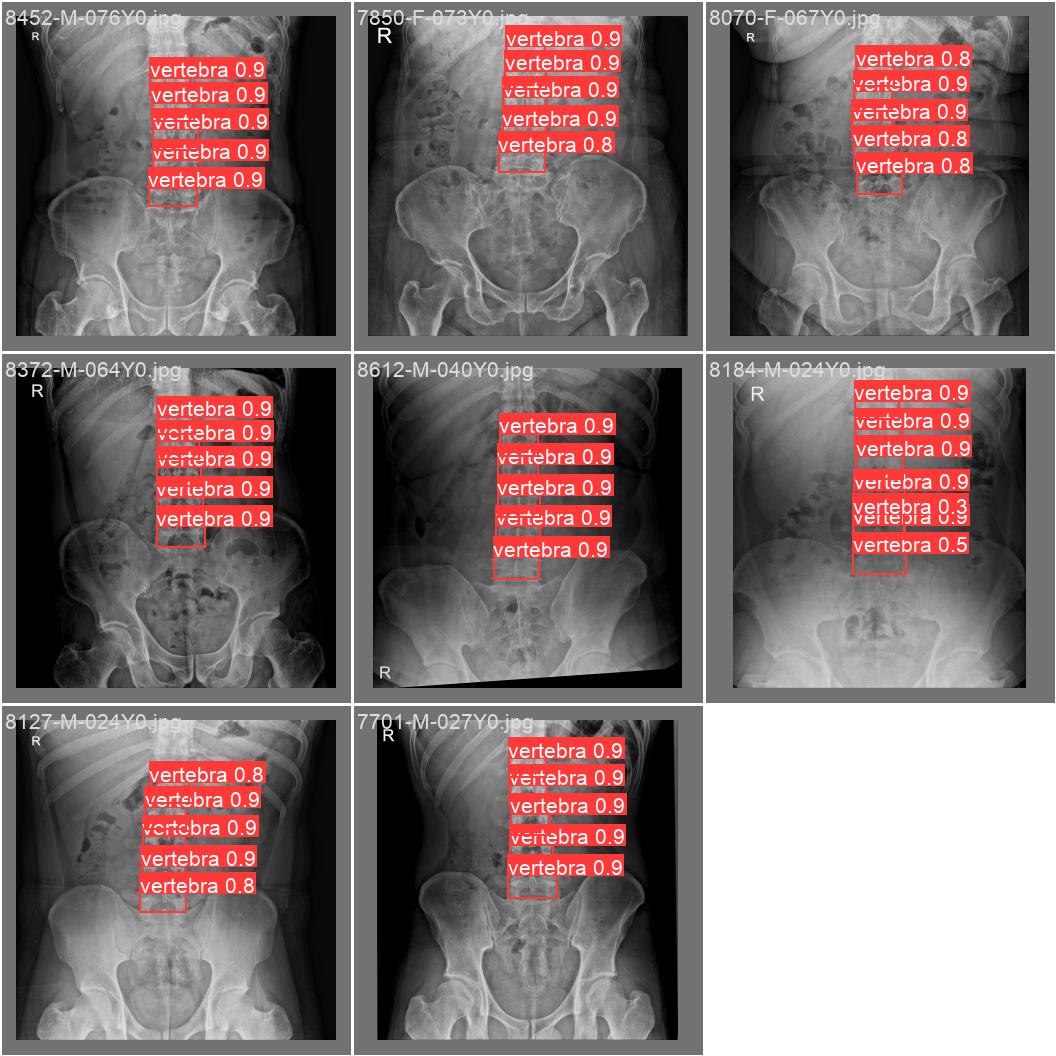 8452-M-076Y0.jpg
R
vertebra 0.9
vertebra 0.9
vertebra 0.9
vertebra 0.9
vertebra 0.9
7850-F-073Y0.jpg
R
vertebra 0.9
vertebra 0.9
vertebra 0.9
vertebra 0.9
vertebra 0.8
8070-F-067Y0.jpg
R
vertebra 0.8
vertebra 0.9
vertebra 0.9
vertebra 0.8
vertebra 0.8
8372-M-064Y0.jpg
R
vertebra 0.9
vertebra 0.9
vertebra 0.9
vertebra 0.9
vertebra 0.9
8612-M-040Y0.jpg
vertebra 0.9
vertebra 0.9
vertebra 0.9
vertebra 0.9
vertebra 0.9
R
8184-M-024Y0.jpg
R
vertebra 0.9
vertebra 0.9
vertebra 0.9
vertebra 0.9
vertebra 0.3
vertebra 0.9
vertebra 0.5
8127-M-024Y0.jpg
R
vertebra 0.8
vertebra 0.9
vertebra 0.9
vertebra 0.9
vertebra 0.8
7701-M-027Y0.jpg
R
vertebra 0.9
vertebra 0.9
vertebra 0.9
vertebra 0.9
vertebra 0.9